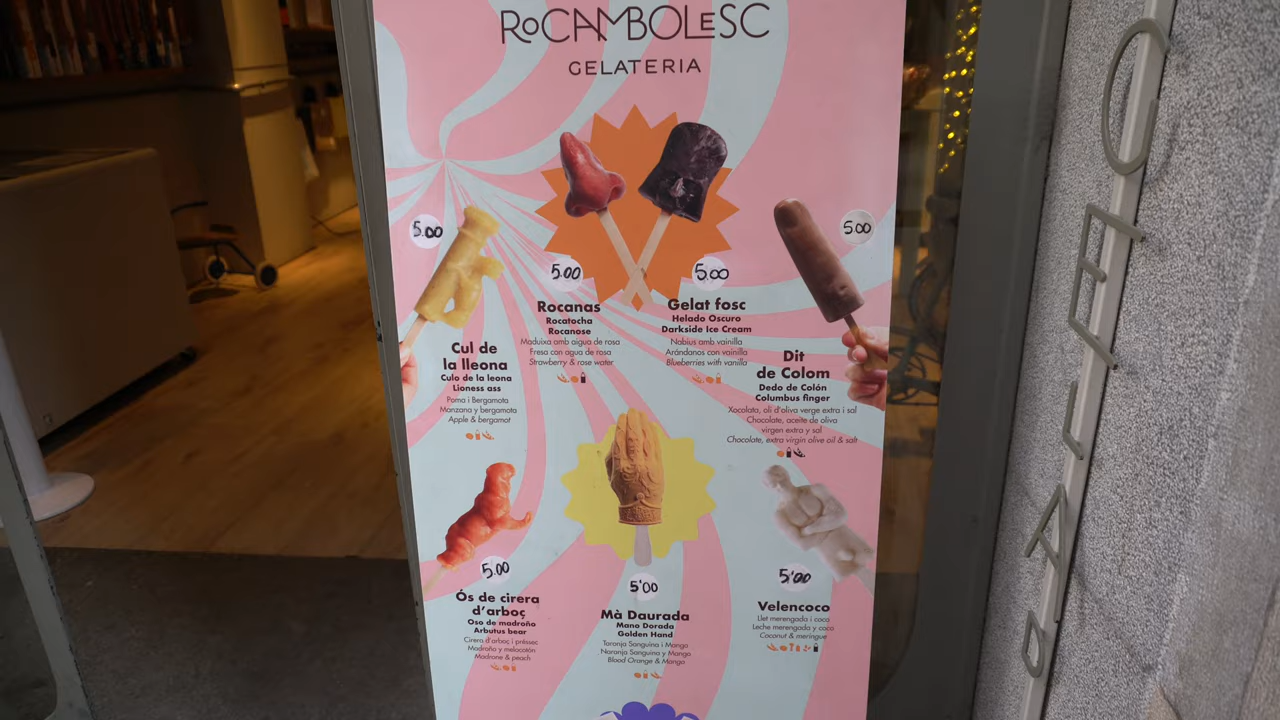 RoCAMBOLESC
GELATERIA
5.00
5.00
5.00
5.00
Rocanas
Rocatocha
Rocanose
Maduixa amb aigua de rosa
Fresa con agua de rosa
Strawberry & rose water
Gelat fosc
Helado Oscuro
Darkside Ice Cream
Nabius amb vainilla
Arándanos con vainilla
Blueberries with vanilla
Cul de
la lleona
Culo de la leona
Lioness ass
Poma i Bergamota
Manzana y bergamota
Apple & bergamot
Dit
de Colom
Dedo de Colón
Columbus finger
Xocolata, oli d'oliva verge extra i sal
Chocolate, aceite de oliva
virgen extra y sal
Chocolate, extra virgin olive oil & salt
5.00
Ós de cirera
d'arboç
Oso de madroño
Arbutus bear
Cirera d'arboç i préssec
Madroño y melocotón
Madrone & peach
5'00
Mà Daurada
Mano Dorada
Golden Hand
Taronja Sanguina i Mango
Naranja Sanguina y Mango
Blood Orange & Mango
5'00
Velencoco
Llet merengada i coco
Leche merengada y coco
Coconut & meringue